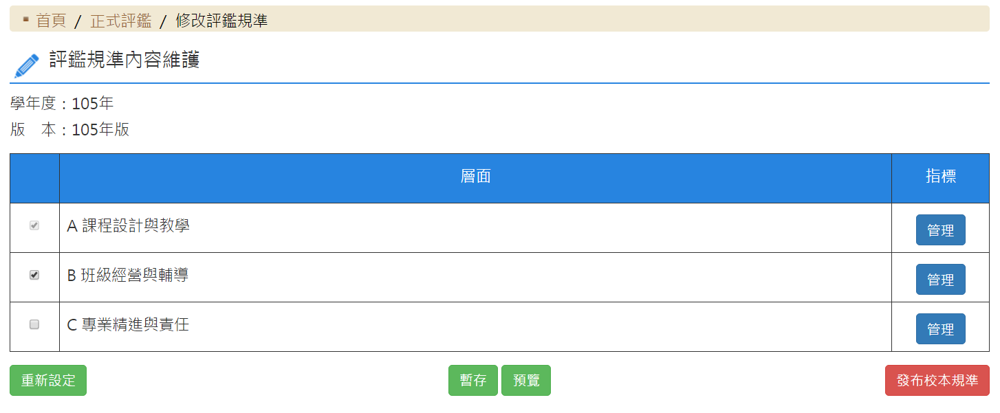 首頁 / 正式評鑑 / 修改評鑑規準
評鑑規準內容維護
學年度：105年
版　本：105年版
層面 指標
A 課程設計與教學 管理
B 班級經營與輔導 管理
C 專業精進與責任 管理
重新設定 暫存 預覽 發布校本規準